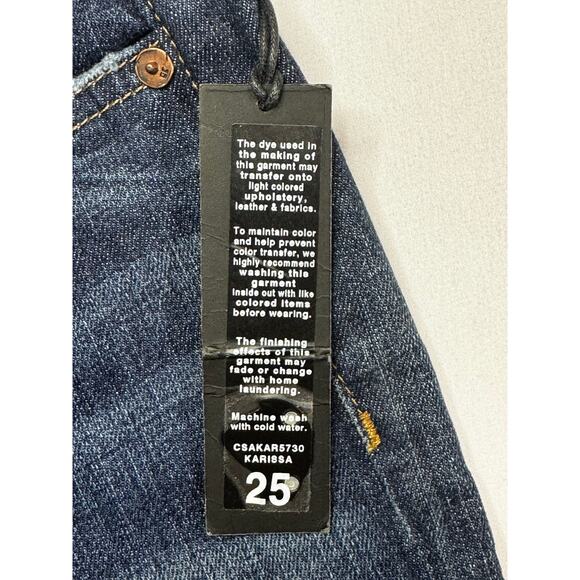 The dye used in
the making of
this garment may
transfer onto
light colored
upholstery,
leather & fabrics.
To maintain color
and help prevent
color transfer, we
highly recommend
washing this
garment
inside out with like
colored items
before wearing.
The finishing
effects of this
garment may
fade or change
with home
laundering.
Machine wash
with cold water.
CSAKAR5730
KARISSA
25